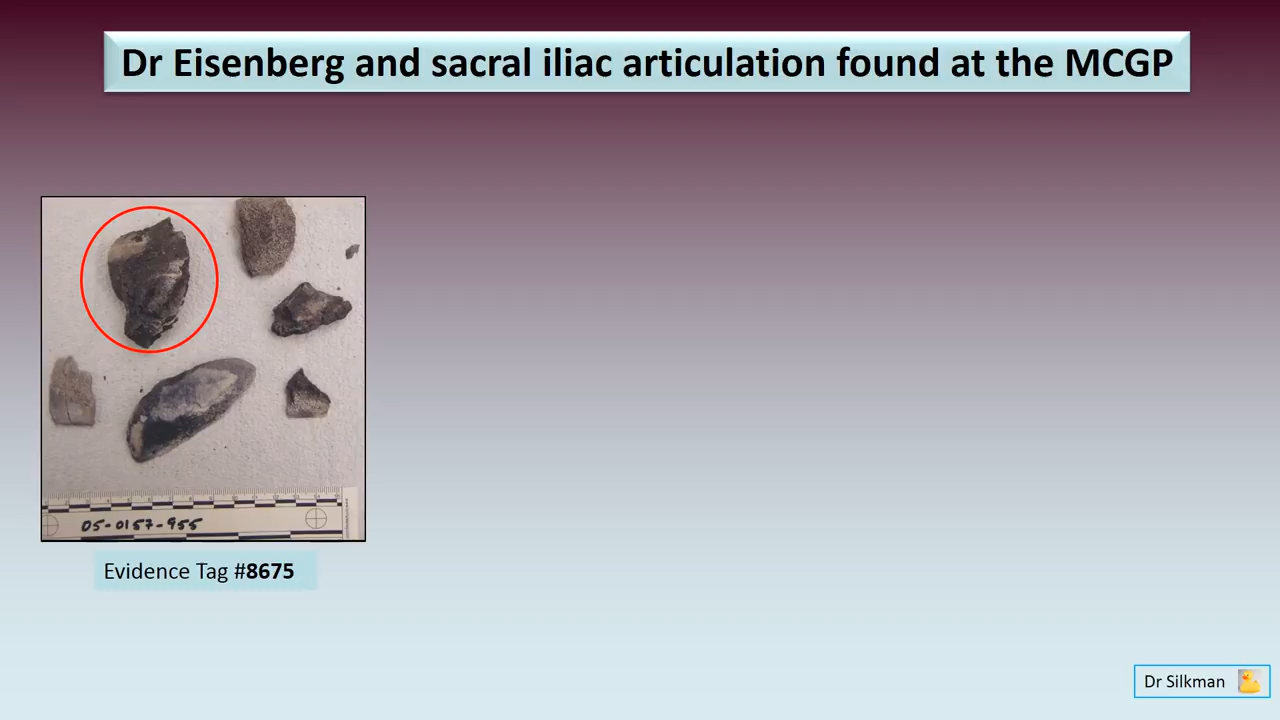 Dr Eisenberg and sacral iliac articulation found at the MCGP
05-0157-955
Evidence Tag #8675
Dr Silkman